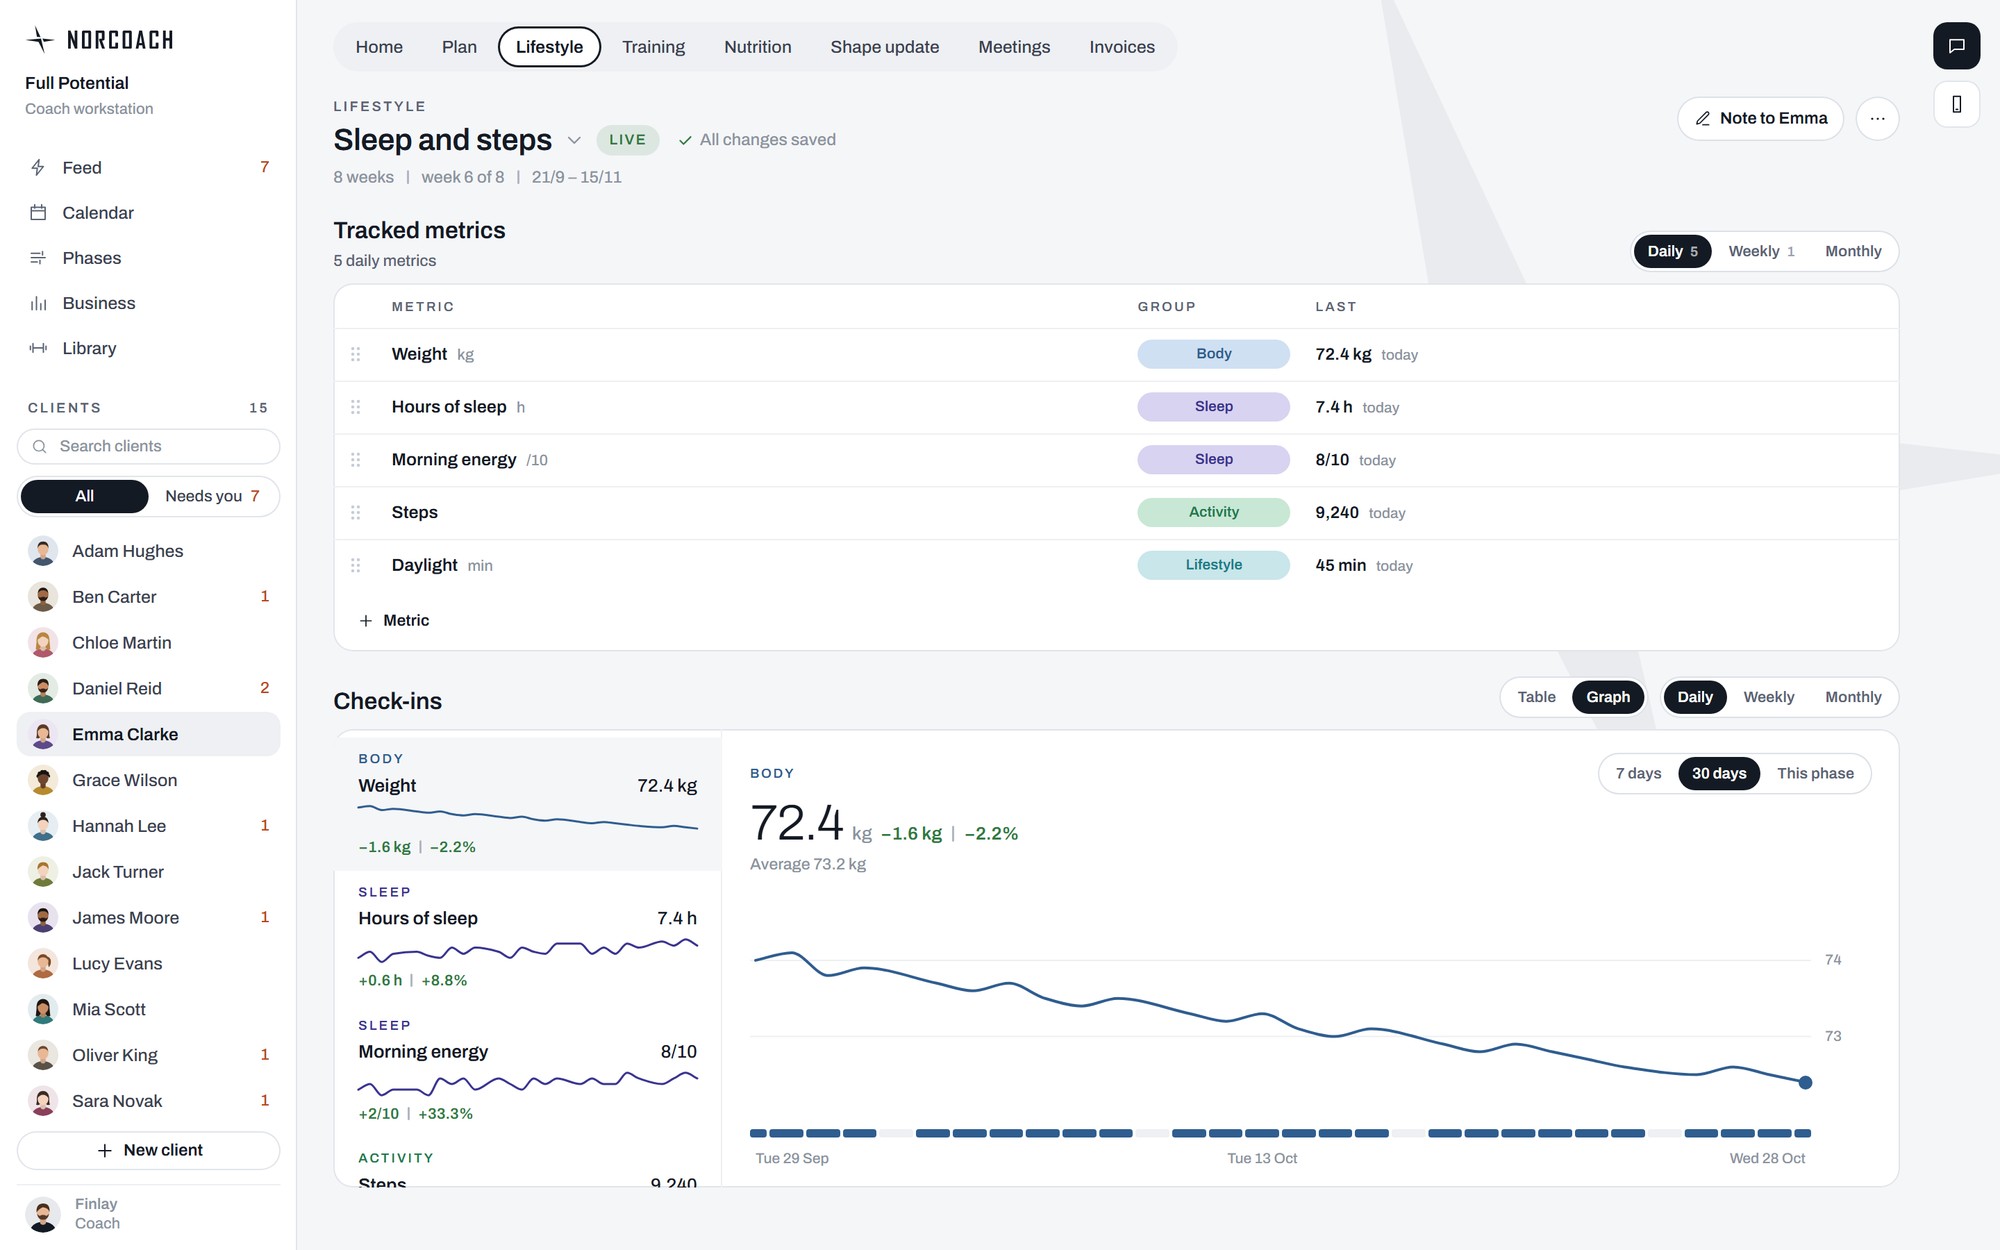 NORCOACH
Full Potential
Coach workstation
Feed 7
Calendar
Phases
Business
Library
CLIENTS 15
Search clients
All Needs you 7
Adam Hughes
Ben Carter 1
Chloe Martin
Daniel Reid 2
Emma Clarke
Grace Wilson
Hannah Lee 1
Jack Turner
James Moore 1
Lucy Evans
Mia Scott
Oliver King 1
Sara Novak 1
New client
Finlay
Coach
Home Plan Lifestyle Training Nutrition Shape update Meetings Invoices
LIFESTYLE
Sleep and steps LIVE All changes saved
8 weeks | week 6 of 8 | 21/9 – 15/11
Note to Emma
Tracked metrics
5 daily metrics
Daily 5 Weekly 1 Monthly
METRIC GROUP LAST
Weight kg Body 72.4 kg today
Hours of sleep h Sleep 7.4 h today
Morning energy /10 Sleep 8/10 today
Steps Activity 9,240 today
Daylight min Lifestyle 45 min today
Metric
Check-ins
Table Graph Daily Weekly Monthly
BODY
Weight 72.4 kg
−1.6 kg | −2.2%
SLEEP
Hours of sleep 7.4 h
+0.6 h | +8.8%
SLEEP
Morning energy 8/10
+2/10 | +33.3%
ACTIVITY
Steps 9,240
BODY
7 days 30 days This phase
72.4 kg −1.6 kg | −2.2%
Average 73.2 kg
74
73
Tue 29 Sep Tue 13 Oct Wed 28 Oct